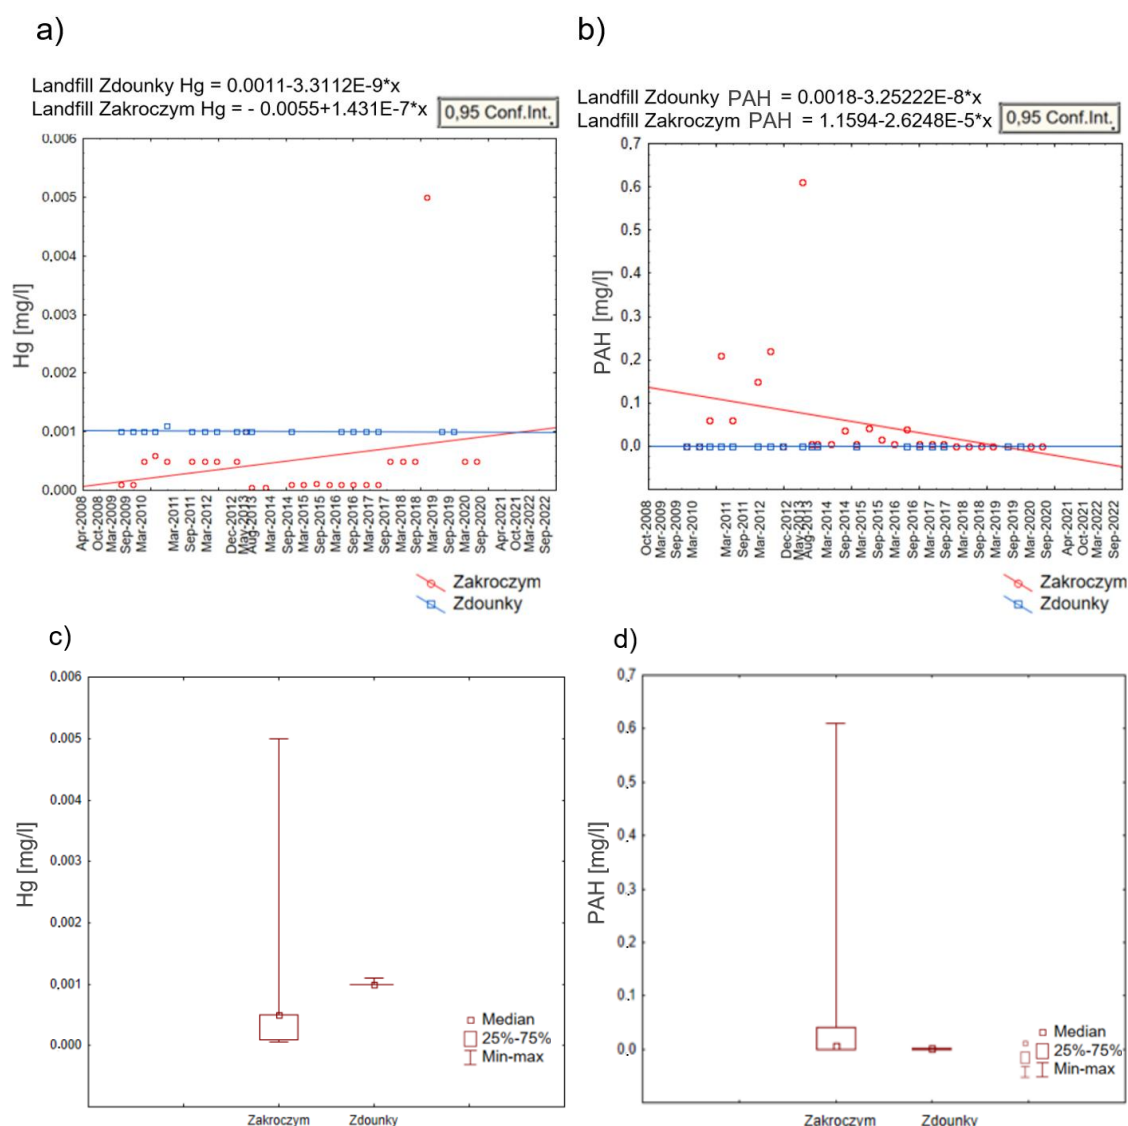 a)
Landfill Zdounky Hg = 0.0011-3.3112E-9*x
Landfill Zakroczym Hg = - 0.0055+1.431E-7*x
0,95 Conf.Int.
0.006
0.005
0.004
0.003
0.002
0.001
0.000
Hg [mg/l]
Apr-2008
Oct-2008
Mar-2009
Sep-2009
Mar-2010
Mar-2011
Sep-2011
Mar-2012
Dec-2012
May-2013
Aug-2013
Mar-2014
Sep-2014
Mar-2015
Sep-2015
Mar-2016
Sep-2016
Mar-2017
Sep-2017
Mar-2018
Sep-2018
Mar-2019
Sep-2019
Mar-2020
Sep-2020
Apr-2021
Oct-2021
Mar-2022
Sep-2022
Zakroczym
Zdounky
b)
Landfill Zdounky PAH = 0.0018-3.25222E-8*x
Landfill Zakroczym PAH = 1.1594-2.6248E-5*x
0,95 Conf.Int.
0,7
0.6
0.5
0.4
0,3
0,2
0,1
0,0
PAH [mg/l]
Oct-2008
Mar-2009
Sep-2009
Mar-2010
Mar-2011
Sep-2011
Mar-2012
Dec-2012
May-2013
Aug-2013
Mar-2014
Sep-2014
Mar-2015
Sep-2015
Mar-2016
Sep-2016
Mar-2017
Sep-2017
Mar-2018
Sep-2018
Mar-2019
Sep-2019
Mar-2020
Sep-2020
Apr-2021
Oct-2021
Mar-2022
Sep-2022
Zakroczym
Zdounky
c)
0.006
0.005
0.004
0.003
0.002
0.001
0.000
Hg [mg/l]
Median
25%-75%
Min-max
Zakroczym
Zdounky
d)
0.7
0.6
0.5
0.4
0.3
0.2
0.1
0.0
PAH [mg/l]
Median
25%-75%
Min-max
Zakroczym
Zdounky